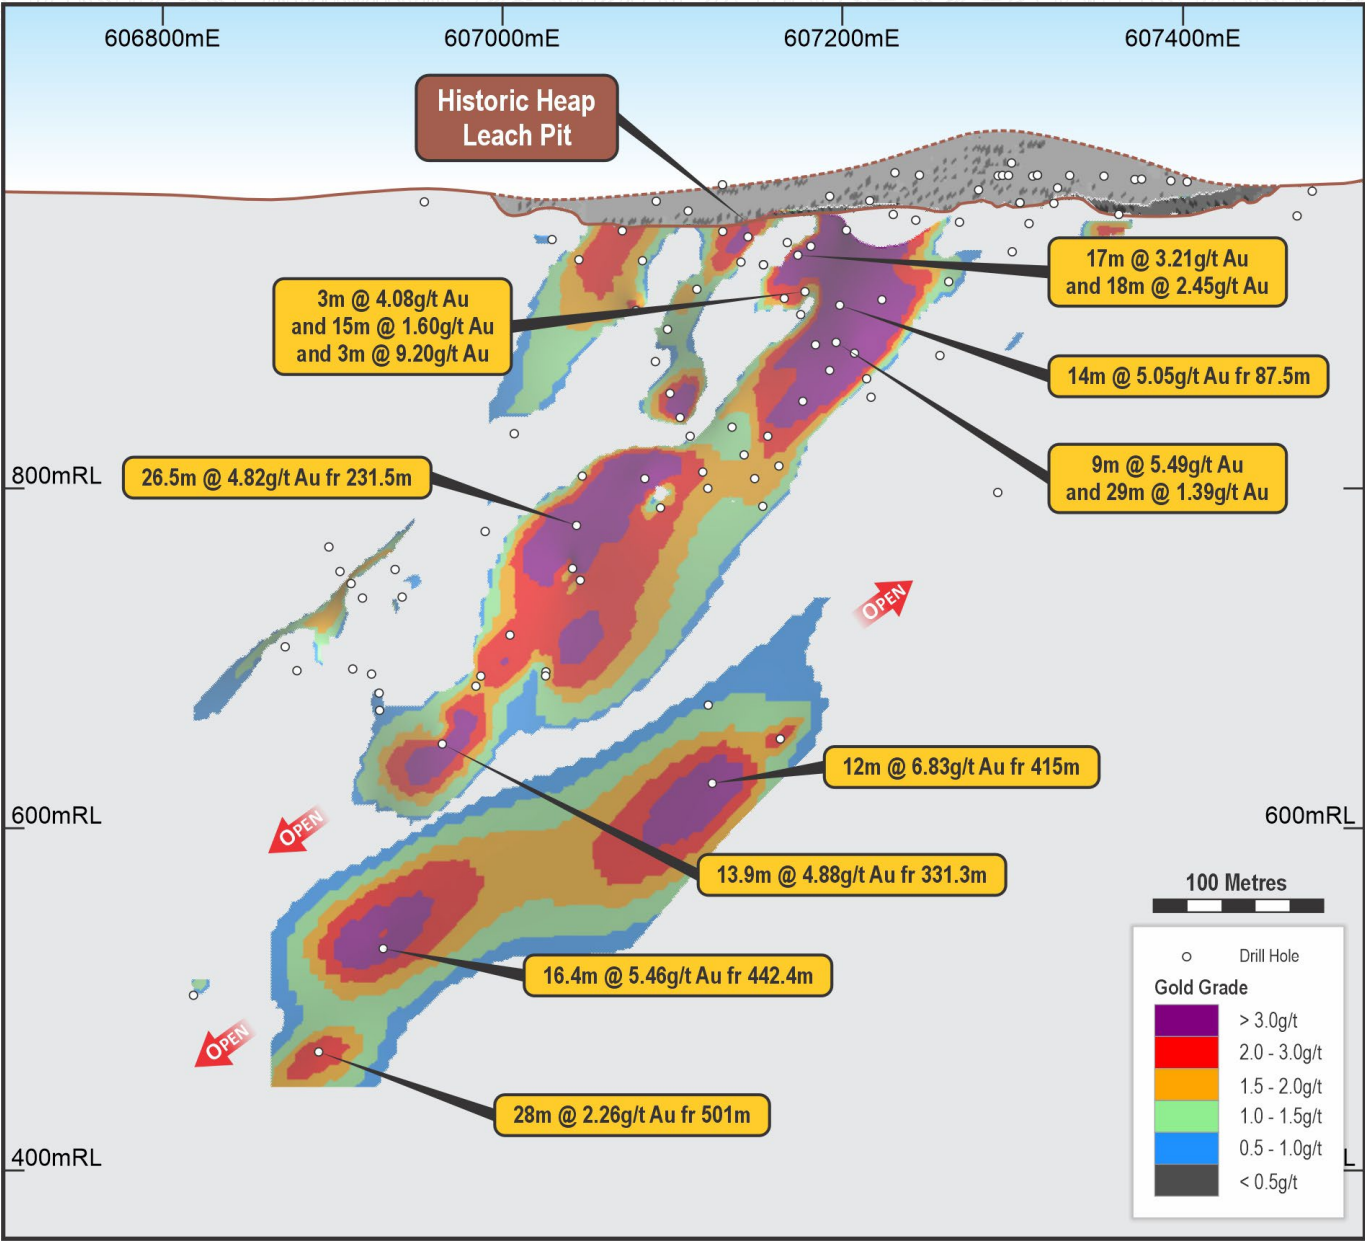 606800mE
607000mE
607200mE
607400mE
Historic Heap
Leach Pit
17m @ 3.21g/t Au
and 18m @ 2.45g/t Au
3m @ 4.08g/t Au
and 15m @ 1.60g/t Au
and 3m @ 9.20g/t Au
14m @ 5.05g/t Au fr 87.5m
9m @ 5.49g/t Au
and 29m @ 1.39g/t Au
26.5m @ 4.82g/t Au fr 231.5m
800mRL
OPEN
12m @ 6.83g/t Au fr 415m
600mRL
600mRL
OPEN
13.9m @ 4.88g/t Au fr 331.3m
100 Metres
16.4m @ 5.46g/t Au fr 442.4m
OPEN
28m @ 2.26g/t Au fr 501m
400mRL
L
Drill Hole
Gold Grade
> 3.0g/t
2.0 - 3.0g/t
1.5 - 2.0g/t
1.0 - 1.5g/t
0.5 - 1.0g/t
< 0.5g/t